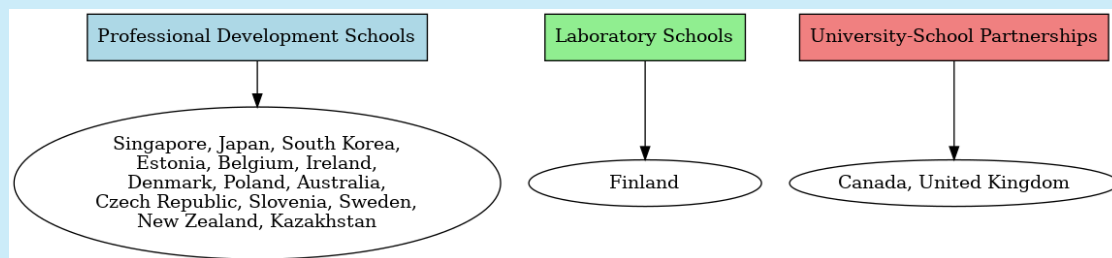 Professional Development Schools
Laboratory Schools
University-School Partnerships
Singapore, Japan, South Korea,
Estonia, Belgium, Ireland,
Denmark, Poland, Australia,
Czech Republic, Slovenia, Sweden,
New Zealand, Kazakhstan
Finland
Canada, United Kingdom